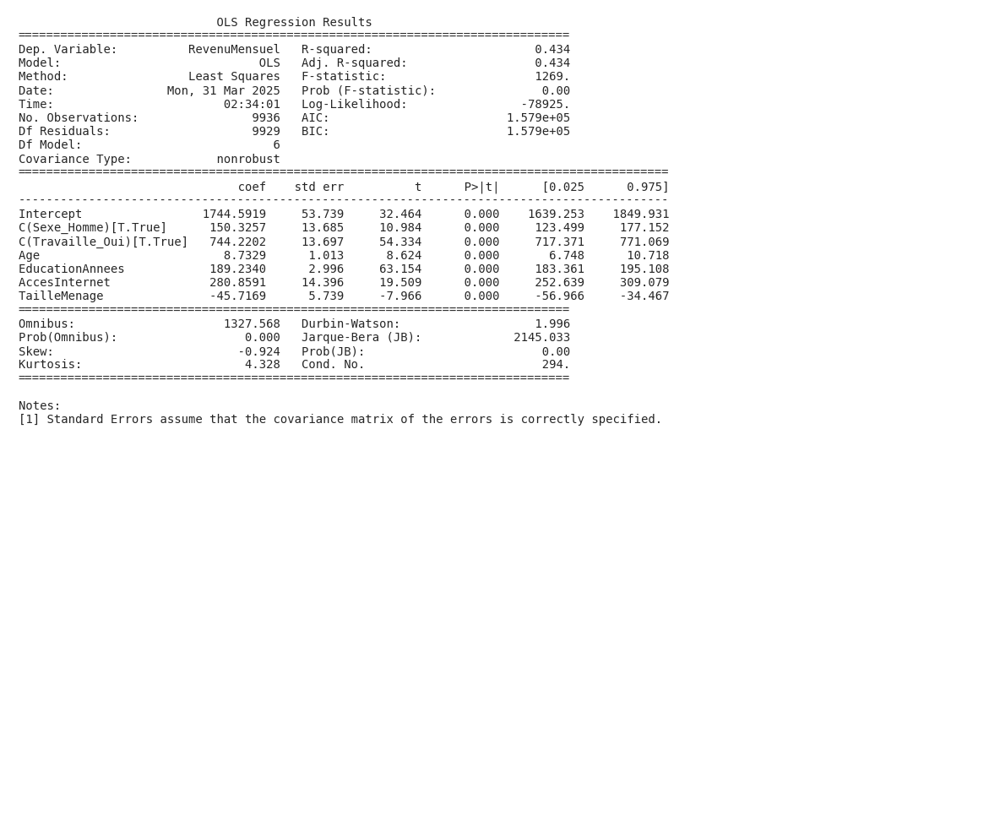 OLS Regression Results
==============================================================================
Dep. Variable:          RevenuMensuel   R-squared:                       0.434
Model:                            OLS   Adj. R-squared:                  0.434
Method:                 Least Squares   F-statistic:                     1269.
Date:                Mon, 31 Mar 2025   Prob (F-statistic):               0.00
Time:                        02:34:01   Log-Likelihood:                -78925.
No. Observations:                9936   AIC:                         1.579e+05
Df Residuals:                    9929   BIC:                         1.579e+05
Df Model:                           6
Covariance Type:            nonrobust
============================================================================================
                               coef    std err          t      P>|t|      [0.025      0.975]
--------------------------------------------------------------------------------------------
Intercept                 1744.5919     53.739     32.464      0.000    1639.253    1849.931
C(Sexe_Homme)[T.True]      150.3257     13.685     10.984      0.000     123.499     177.152
C(Travaille_Oui)[T.True]   744.2202     13.697     54.334      0.000     717.371     771.069
Age                          8.7329      1.013      8.624      0.000       6.748      10.718
EducationAnnees            189.2340      2.996     63.154      0.000     183.361     195.108
AccesInternet              280.8591     14.396     19.509      0.000     252.639     309.079
TailleMenage               -45.7169      5.739     -7.966      0.000     -56.966     -34.467
==============================================================================
Omnibus:                     1327.568   Durbin-Watson:                   1.996
Prob(Omnibus):                  0.000   Jarque-Bera (JB):             2145.033
Skew:                          -0.924   Prob(JB):                         0.00
Kurtosis:                       4.328   Cond. No.                         294.
==============================================================================

Notes:
[1] Standard Errors assume that the covariance matrix of the errors is correctly specified.